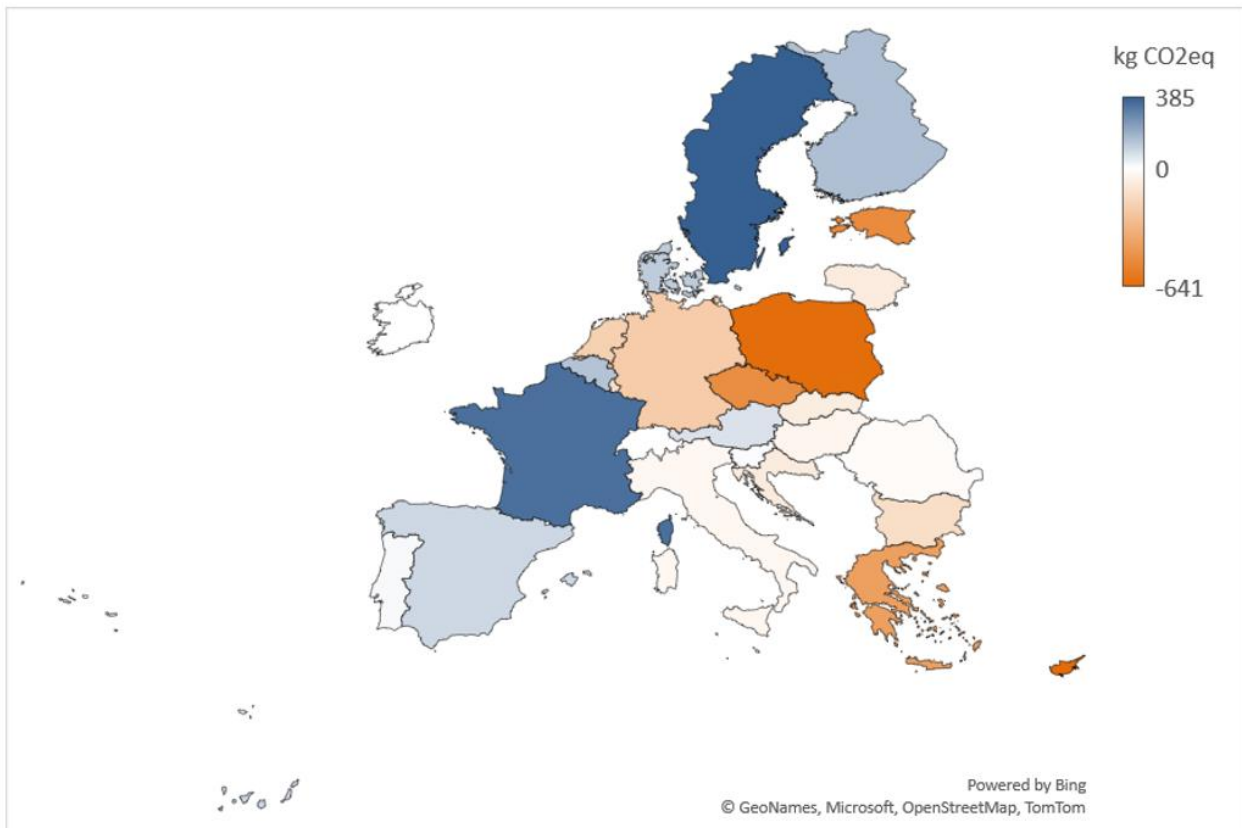 kg CO2eq
385
0
-641
Powered by Bing
© GeoNames, Microsoft, OpenStreetMap, TomTom